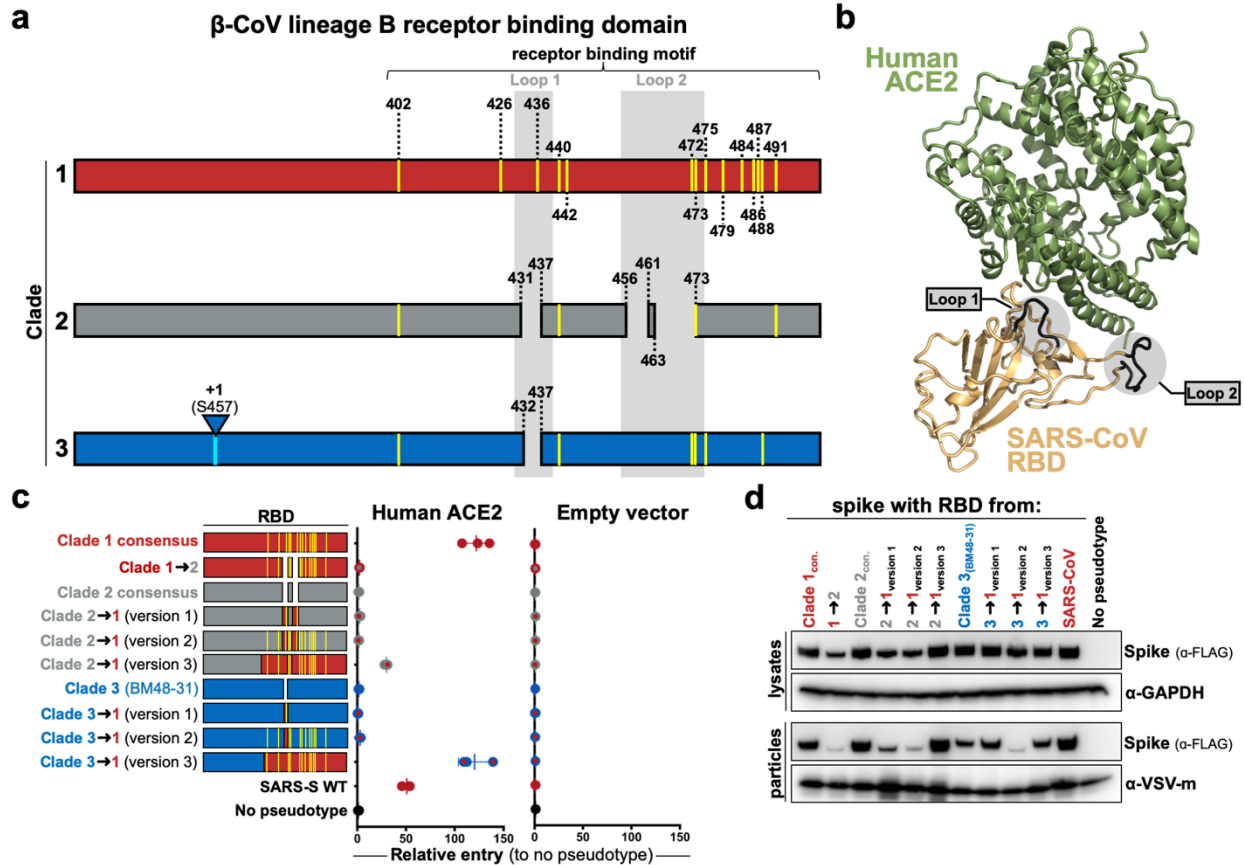 a
β-CoV lineage B receptor binding domain
receptor binding motif
Loop 1
Loop 2
402
426
436
440
442
472
473
475
479
484
486
487
488
491
Clade
1
431
437
456
461
463
473
2
+1
(S457)
432
437
3
b
Human
ACE2
Loop 1
Loop 2
SARS-CoV
RBD
c
RBD
Human ACE2
Empty vector
Clade 1 consensus
Clade 1→2
Clade 2 consensus
Clade 2→1 (version 1)
Clade 2→1 (version 2)
Clade 2→1 (version 3)
Clade 3 (BM48-31)
Clade 3→1 (version 1)
Clade 3→1 (version 2)
Clade 3→1 (version 3)
SARS-S WT
No pseudotype
0 50 100 150
0 50 100 150
Relative entry (to no pseudotype)
d
spike with RBD from:
Clade 1con.
1→2
Clade 2con.
2→1version 1
2→1version 2
2→1version 3
Clade 3(BM48-31)
3→1version 1
3→1version 2
3→1version 3
SARS-CoV
No pseudotype
lysates
Spike (α-FLAG)
α-GAPDH
particles
Spike (α-FLAG)
α-VSV-m